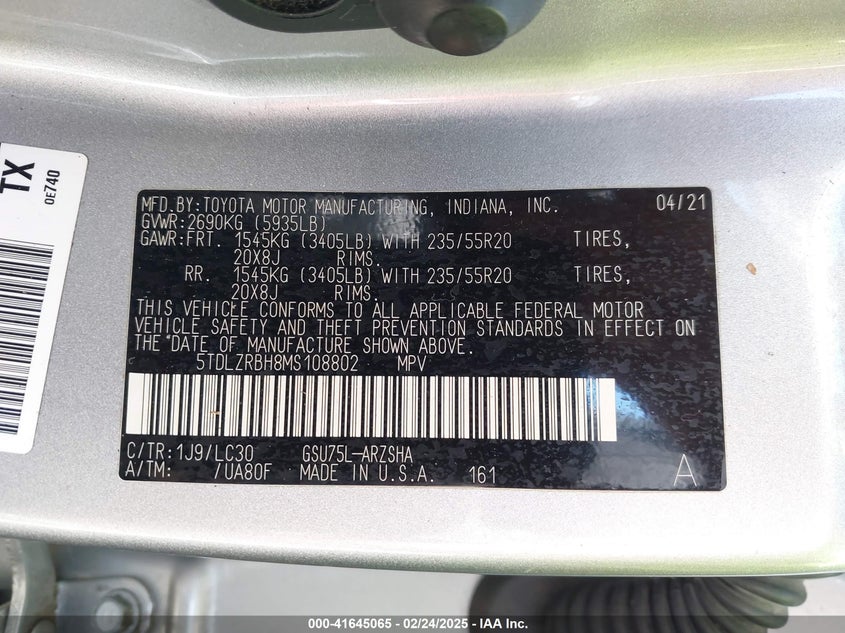 TX
0E740
MFD.BY:TOYOTA MOTOR MANUFACTURING, INDIANA, INC. 04/21
GVWR:2690KG (5935LB)
GAWR:FRT. 1545KG (3405LB) WITH 235/55R20 TIRES,
20X8J RIMS.
RR. 1545KG (3405LB) WITH 235/55R20 TIRES,
20X8J RIMS.
THIS VEHICLE CONFORMS TO ALL APPLICABLE FEDERAL MOTOR
VEHICLE SAFETY AND THEFT PREVENTION STANDARDS IN EFFECT ON
THE DATE OF MANUFACTURE SHOWN ABOVE.
5TDLZRBH8MS108802 MPV
C/TR:1J9/LC30 GSU75L-ARZSHA
A/TM: /UA80F MADE IN U.S.A. 161 A
000-41645065 - 02/24/2025 - IAA Inc.